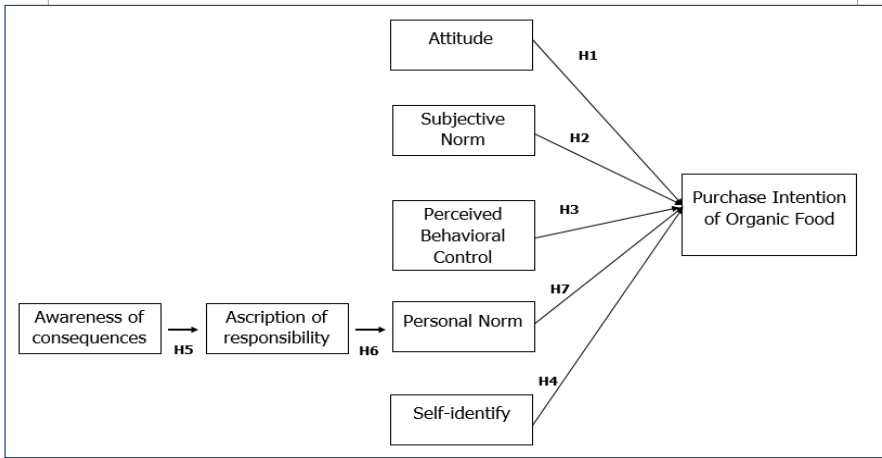 Attitude
H1
Subjective
Norm
H2
Purchase Intention
of Organic Food
Perceived
Behavioral
Control
H3
H7
Awareness of
consequences
H5
Ascription of
responsibility
H6
Personal Norm
H4
Self-identify